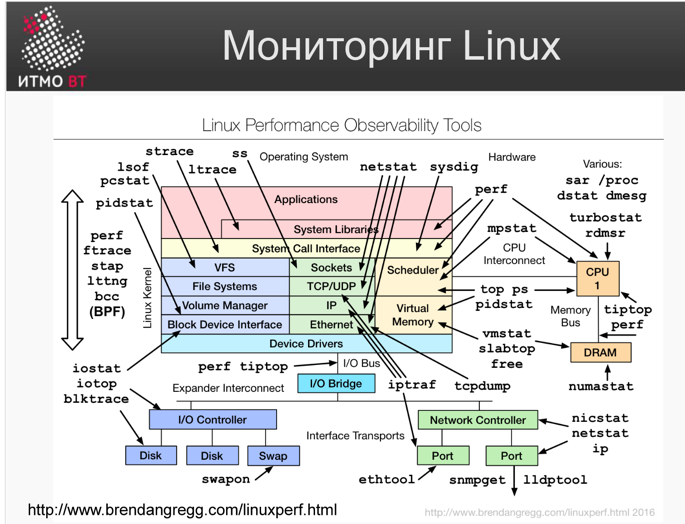 ИТМО ВТ
Мониторинг Linux
Linux Performance Observability Tools
strace
ss
Operating System
netstat
sysdig
Hardware
Various:
lsof
pcstat
ltrace
perf
sar /proc
dstat dmesg
pidstat
Applications
turbostat
rdmsr
System Libraries
mpstat
perf
ftrace
stap
lttng
bcc
(BPF)
Linux Kernel
System Call Interface
CPU
Interconnect
VFS
Sockets
Scheduler
CPU
1
File Systems
TCP/UDP
top ps
pidstat
Volume Manager
IP
Virtual
Memory
Memory
Bus
tiptop
perf
Block Device Interface
Ethernet
vmstat
slabtop
free
Device Drivers
DRAM
iostat
iotop
blktrace
perf tiptop
I/O Bus
numastat
Expander Interconnect
I/O Bridge
iptraf
tcpdump
I/O Controller
Network Controller
nicstat
netstat
ip
Interface Transports
Disk
Disk
Swap
Port
Port
swapon
ethtool
snmpget
lldptool
http://www.brendangregg.com/linuxperf.html
http://www.brendangregg.com/linuxperf.html 2016